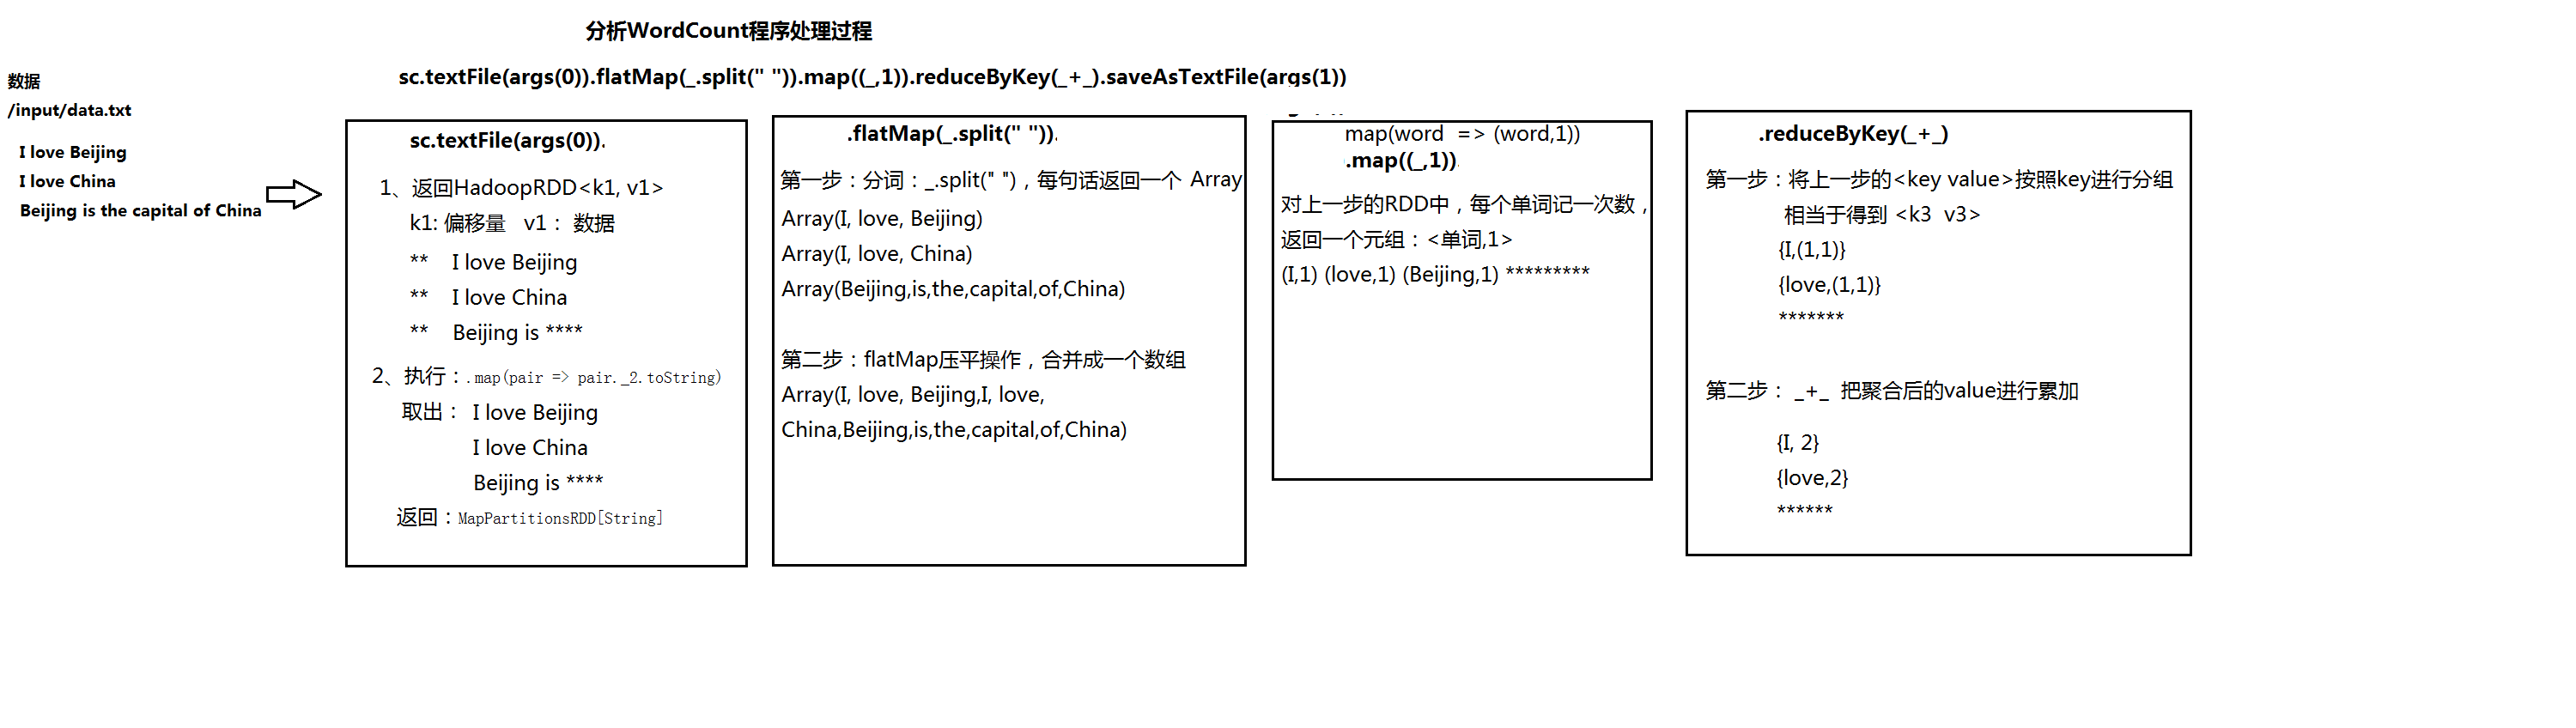 分析WordCount程序处理过程
sc.textFile(args(0)).flatMap(_.split(" ")).map((_,1)).reduceByKey(_+_).saveAsTextFile(args(1))
数据
/input/data.txt
I love Beijing
I love China
Beijing is the capital of China
sc.textFile(args(0)).
1、返回HadoopRDD<k1, v1>
k1: 偏移量 v1： 数据
** I love Beijing
** I love China
** Beijing is ****
2、执行：.map(pair => pair._2.toString)
取出： I love Beijing
I love China
Beijing is ****
返回：MapPartitionsRDD[String]
.flatMap(_.split(" ")).
第一步：分词：_.split(" ")，每句话返回一个 Array
Array(I, love, Beijing)
Array(I, love, China)
Array(Beijing,is,the,capital,of,China)
第二步：flatMap压平操作，合并成一个数组
Array(I, love, Beijing,I, love,
China,Beijing,is,the,capital,of,China)
map(word => (word,1))
.map((_,1)).
对上一步的RDD中，每个单词记一次数，
返回一个元组：<单词,1>
(I,1) (love,1) (Beijing,1) *********
.reduceByKey(_+_)
第一步：将上一步的<key value>按照key进行分组
相当于得到 <k3 v3>
{I,(1,1)}
{love,(1,1)}
*******
第二步： _+_ 把聚合后的value进行累加
{I, 2}
{love,2}
******